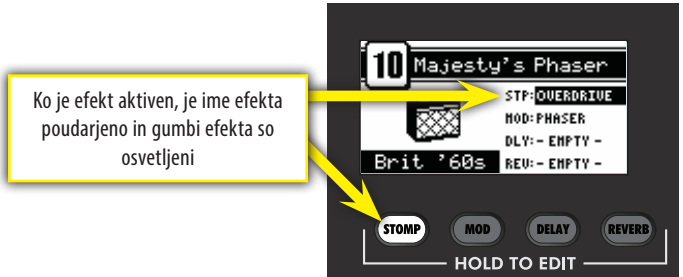 Ko je efekt aktiven, je ime efekta
poudarjeno in gumbi efekta so
osvetljeni
10 Majesty's Phaser
STP:OVERDRIVE
MOD:PHASER
DLY:- EMPTY -
Brit '60s
REV:- EMPTY -
STOMP MOD DELAY REVERB
HOLD TO EDIT